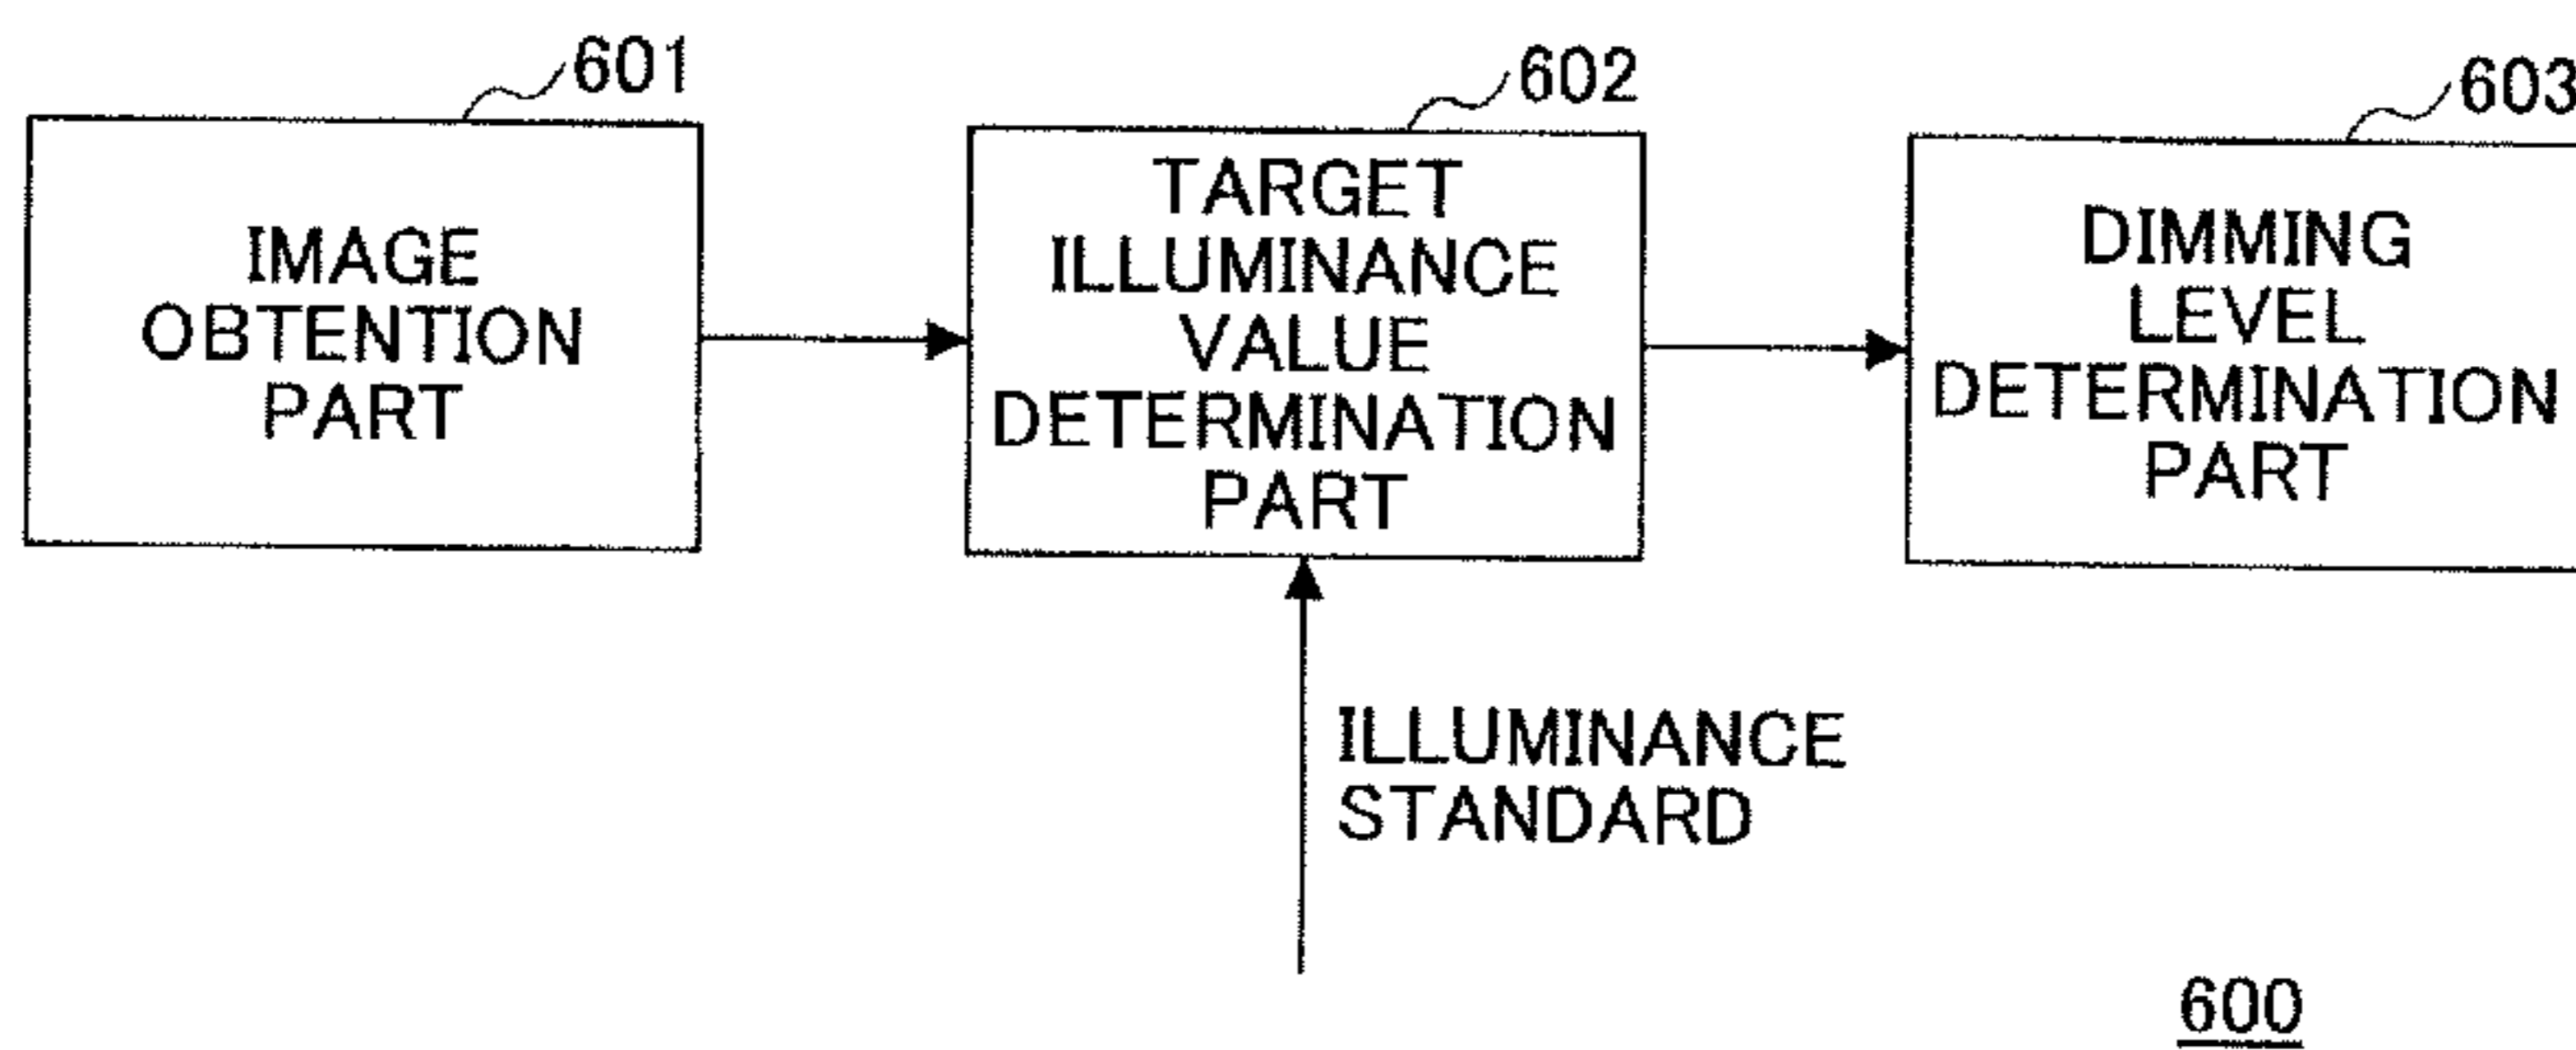 601
602
603
IMAGE
OBTENTION
PART
TARGET
ILLUMINANCE
VALUE
DETERMINATION
PART
DIMMING
LEVEL
DETERMINATION
PART
ILLUMINANCE
STANDARD
600